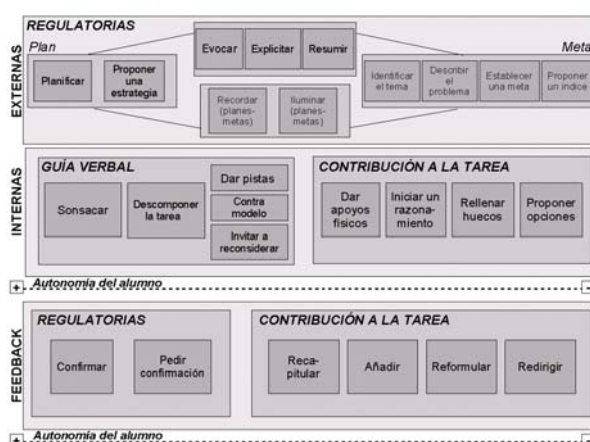 EXTERNAS
REGULATORIAS
Plan
Meta
Planificar
Proponer
una
estrategia
Evocar
Explicitar
Resumir
Recordar
(planes-
metas)
Iluminar
(planes-
metas)
Identificar
el tema
Describir
el
problema
Establecer
una meta
Proponer
un índice
INTERNAS
GUÍA VERBAL
Sonsacar
Descomponer
la tarea
Dar pistas
Contra
modelo
Invitar a
reconsiderar
CONTRIBUCIÓN A LA TAREA
Dar
apoyos
físicos
Iniciar un
razona-
miento
Rellenar
huecos
Proponer
opciones
+ Autonomía del alumno -
FEEDBACK
REGULATORIAS
Confirmar
Pedir
confirmación
CONTRIBUCIÓN A LA TAREA
Reca-
pitular
Añadir
Reformular
Redirigir
+ Autonomía del alumno -